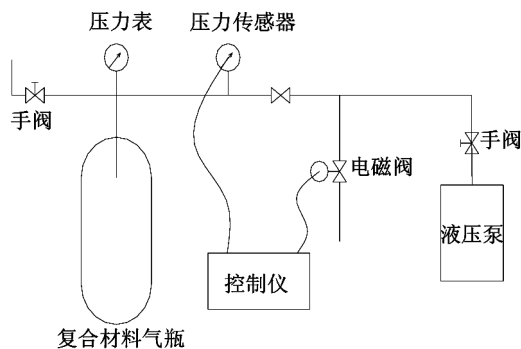 压力表
压力传感器
手阀
电磁阀
手阀
液压泵
控制仪
复合材料气瓶